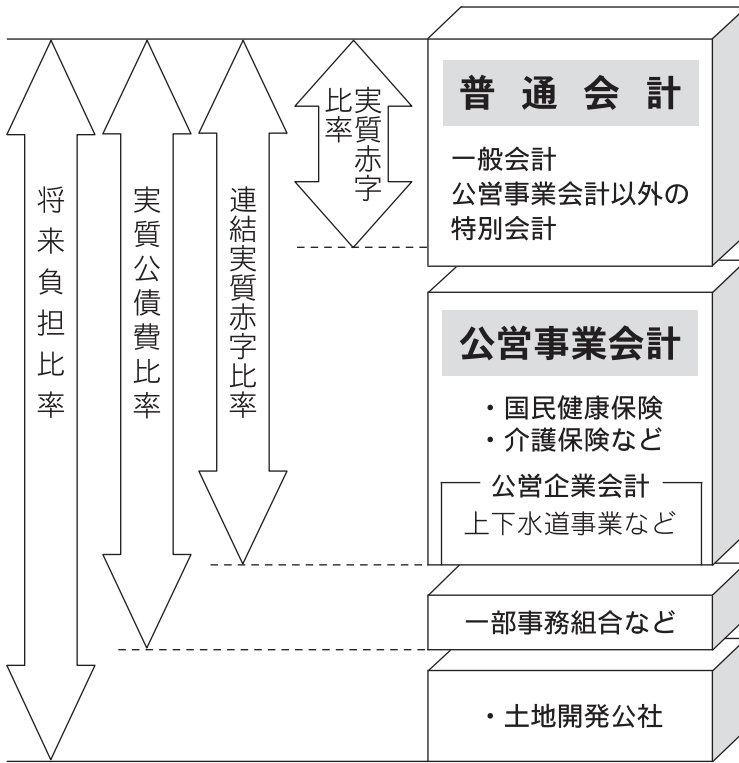 将来負担比率
実質公債費比率
連結実質赤字比率
実質赤字
比率
普通会計
一般会計
公営事業会計以外の
特別会計
公営事業会計
・国民健康保険
・介護保険など
公営企業会計
上下水道事業など
一部事務組合など
・土地開発公社